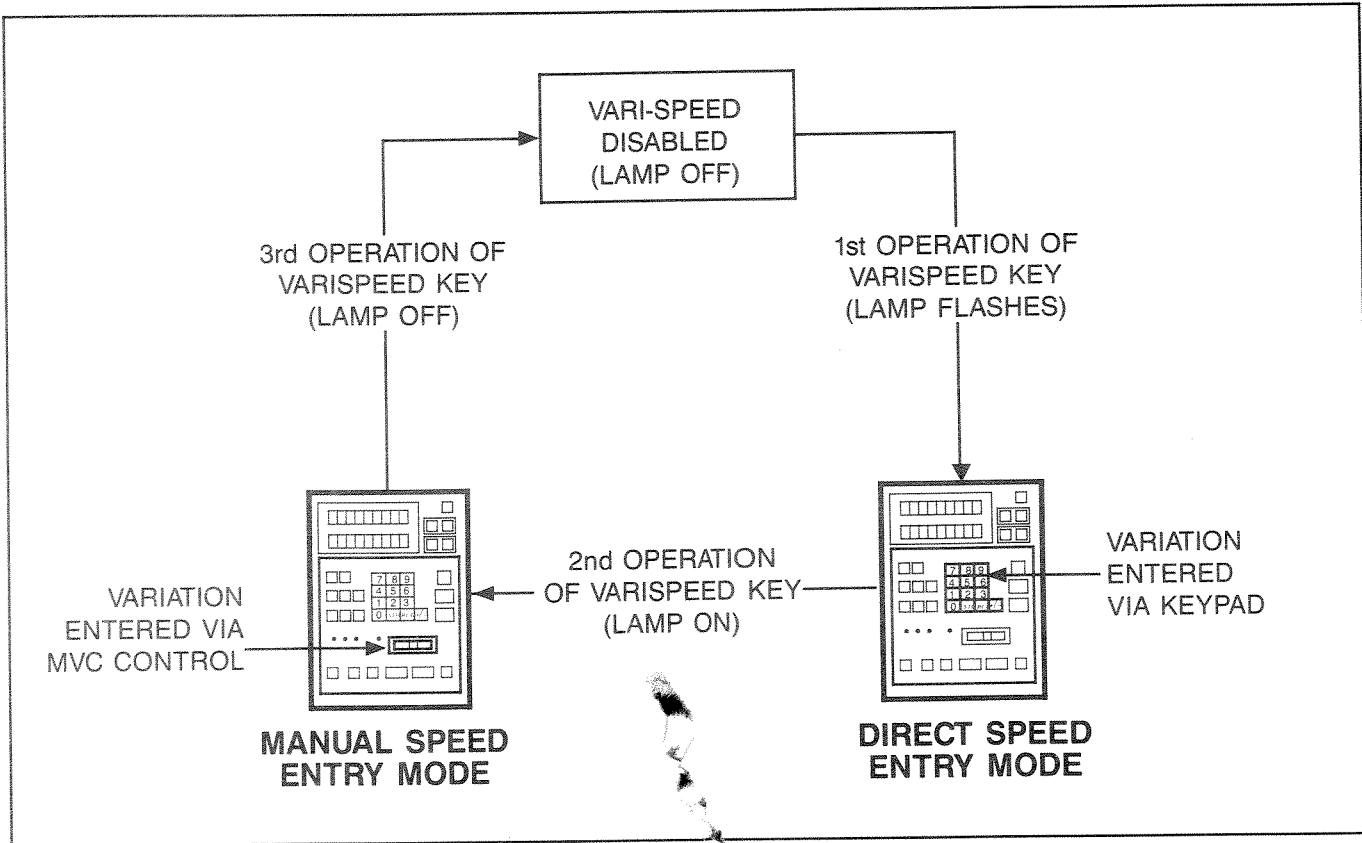 VARI-SPEED
DISABLED
(LAMP OFF)
3rd OPERATION OF
VARISPEED KEY
(LAMP OFF)
1st OPERATION OF
VARISPEED KEY
(LAMP FLASHES)
VARIATION
ENTERED VIA
MVC CONTROL
7 8 9
4 5 6
1 2 3
0
2nd OPERATION
OF VARISPEED KEY
(LAMP ON)
7 8 9
4 5 6
1 2 3
0
VARIATION
ENTERED
VIA KEYPAD
MANUAL SPEED
ENTRY MODE
DIRECT SPEED
ENTRY MODE